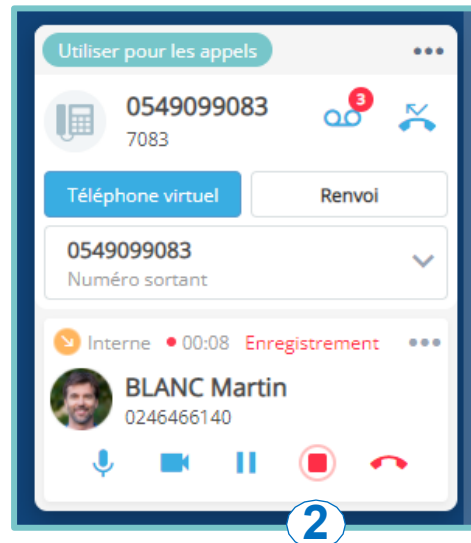 Utiliser pour les appels
0549099083
3
7083
Téléphone virtuel
Renvoi
0549099083
Numéro sortant
Interne 00:08 Enregistrement
BLANC Martin
0246466140
2